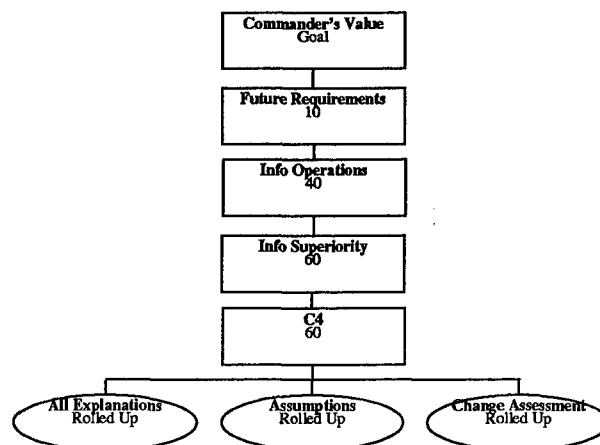 Commander's Value
Goal
Future Requirements
10
Info Operations
40
Info Superiority
60
C4
60
All Explanations
Rolled Up
Assumptions
Rolled Up
Change Assessment
Rolled Up